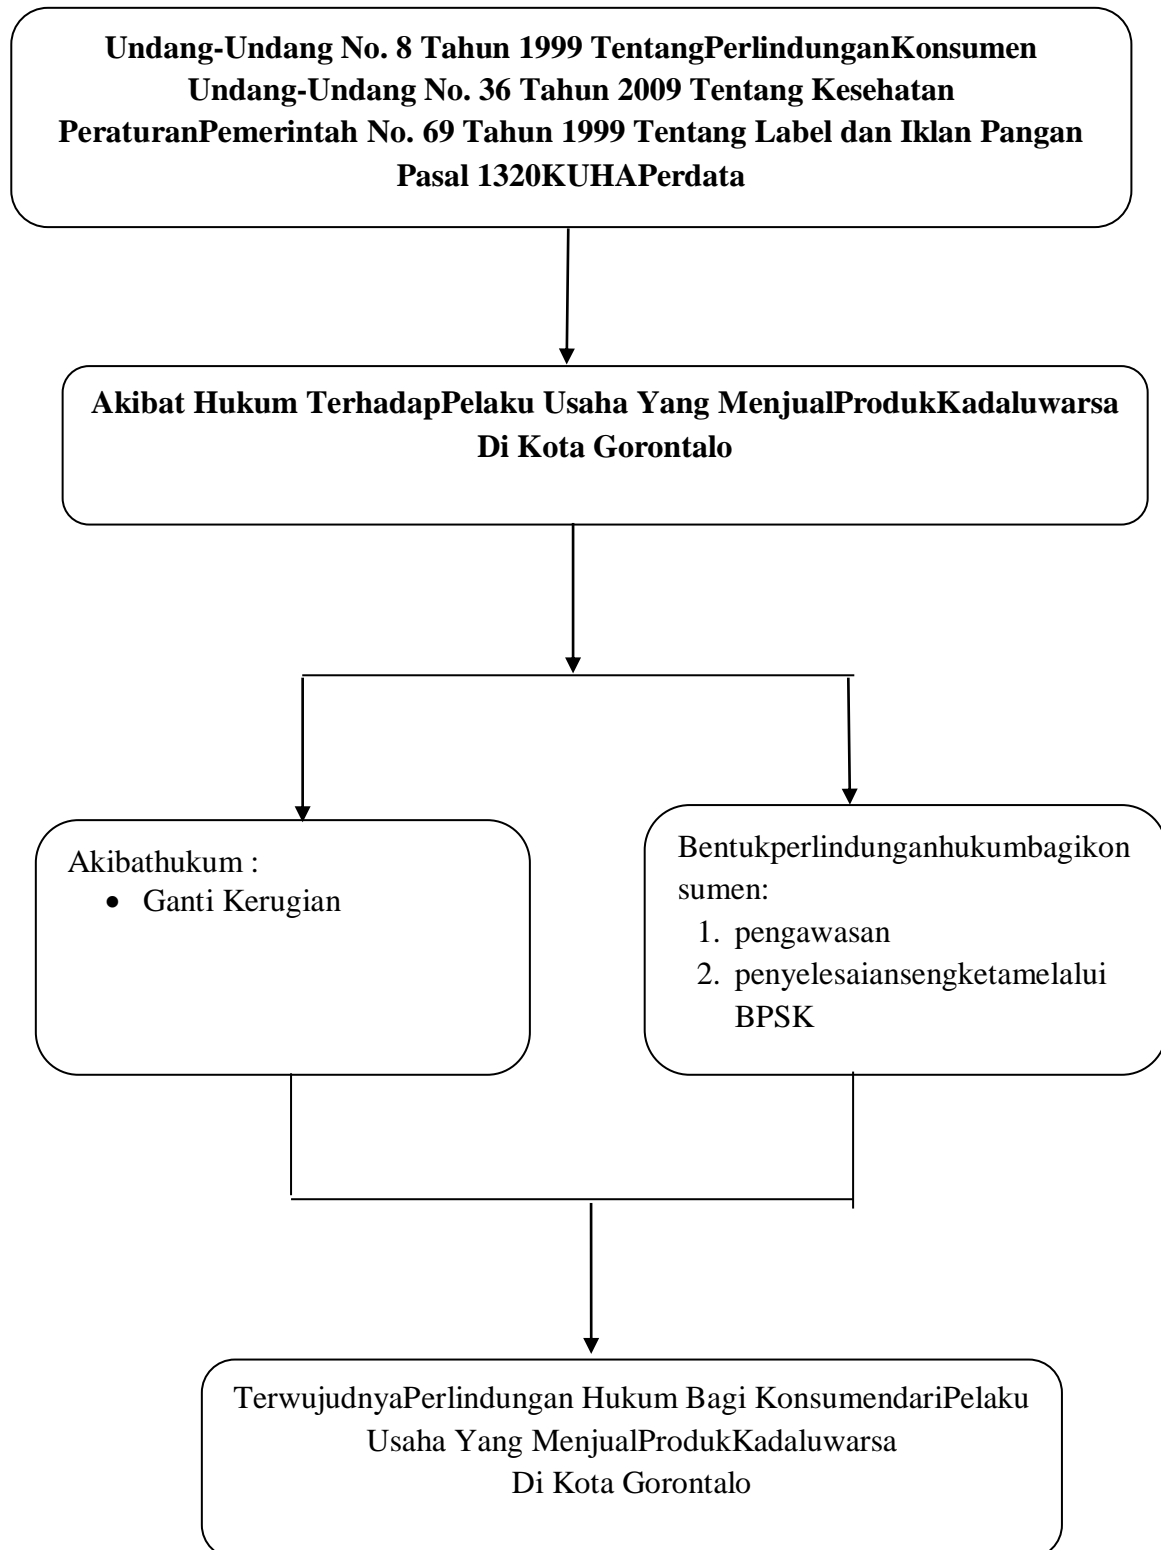 Undang-Undang No. 8 Tahun 1999 TentangPerlindunganKonsumen
Undang-Undang No. 36 Tahun 2009 Tentang Kesehatan
PeraturanPemerintah No. 69 Tahun 1999 Tentang Label dan Iklan Pangan
Pasal 1320KUHAPerdata
Akibat Hukum TerhadapPelaku Usaha Yang MenjualProdukKadaluwarsa
Di Kota Gorontalo
Akibathukum :
• Ganti Kerugian
Bentukperlindunganhukumbagikon
sumen:
1. pengawasan
2. penyelesaiansengketamelalui
BPSK
TerwujudnyaPerlindungan Hukum Bagi KonsumendariPelaku
Usaha Yang MenjualProdukKadaluwarsa
Di Kota Gorontalo